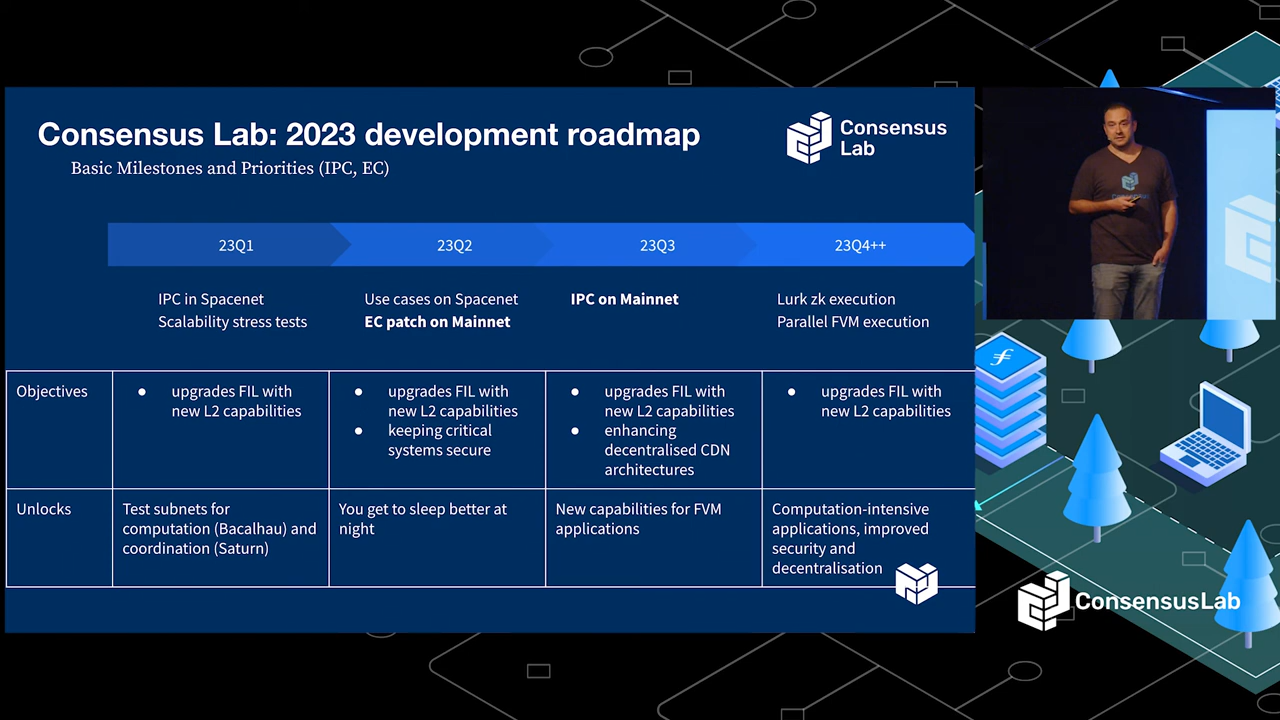 Consensus Lab: 2023 development roadmap
Basic Milestones and Priorities (IPC, EC)
Consensus
Lab
23Q1
23Q2
23Q3
23Q4++
IPC in Spacenet
Scalability stress tests
Use cases on Spacenet
EC patch on Mainnet
IPC on Mainnet
Lurk zk execution
Parallel FVM execution
Objectives
● upgrades FIL with
new L2 capabilities
● upgrades FIL with
new L2 capabilities
● keeping critical
systems secure
● upgrades FIL with
new L2 capabilities
● enhancing
decentralised CDN
architectures
● upgrades FIL with
new L2 capabilities
Unlocks
Test subnets for
computation (Bacalhau) and
coordination (Saturn)
You get to sleep better at
night
New capabilities for FVM
applications
Computation-intensive
applications, improved
security and
decentralisation
ConsensusLab